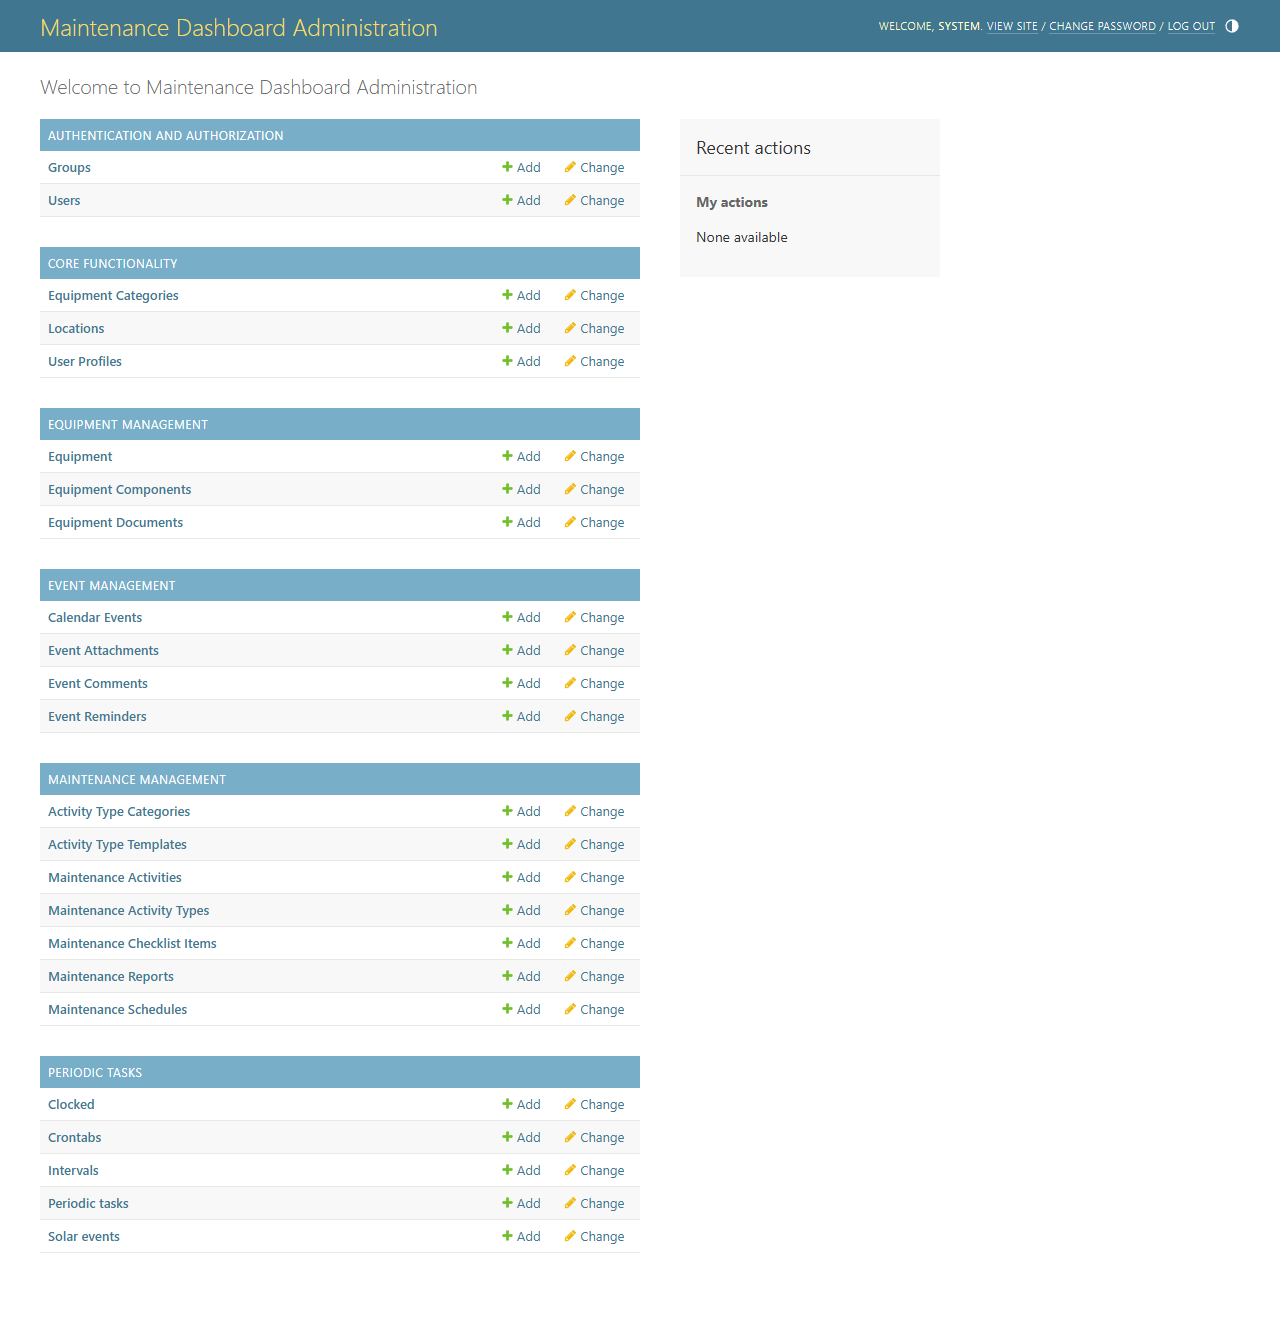 Maintenance Dashboard Administration
WELCOME, SYSTEM. VIEW SITE / CHANGE PASSWORD / LOG OUT
Welcome to Maintenance Dashboard Administration
AUTHENTICATION AND AUTHORIZATION
Groups Add Change
Users Add Change
CORE FUNCTIONALITY
Equipment Categories Add Change
Locations Add Change
User Profiles Add Change
EQUIPMENT MANAGEMENT
Equipment Add Change
Equipment Components Add Change
Equipment Documents Add Change
EVENT MANAGEMENT
Calendar Events Add Change
Event Attachments Add Change
Event Comments Add Change
Event Reminders Add Change
MAINTENANCE MANAGEMENT
Activity Type Categories Add Change
Activity Type Templates Add Change
Maintenance Activities Add Change
Maintenance Activity Types Add Change
Maintenance Checklist Items Add Change
Maintenance Reports Add Change
Maintenance Schedules Add Change
PERIODIC TASKS
Clocked Add Change
Crontabs Add Change
Intervals Add Change
Periodic tasks Add Change
Solar events Add Change
Recent actions
My actions
None available